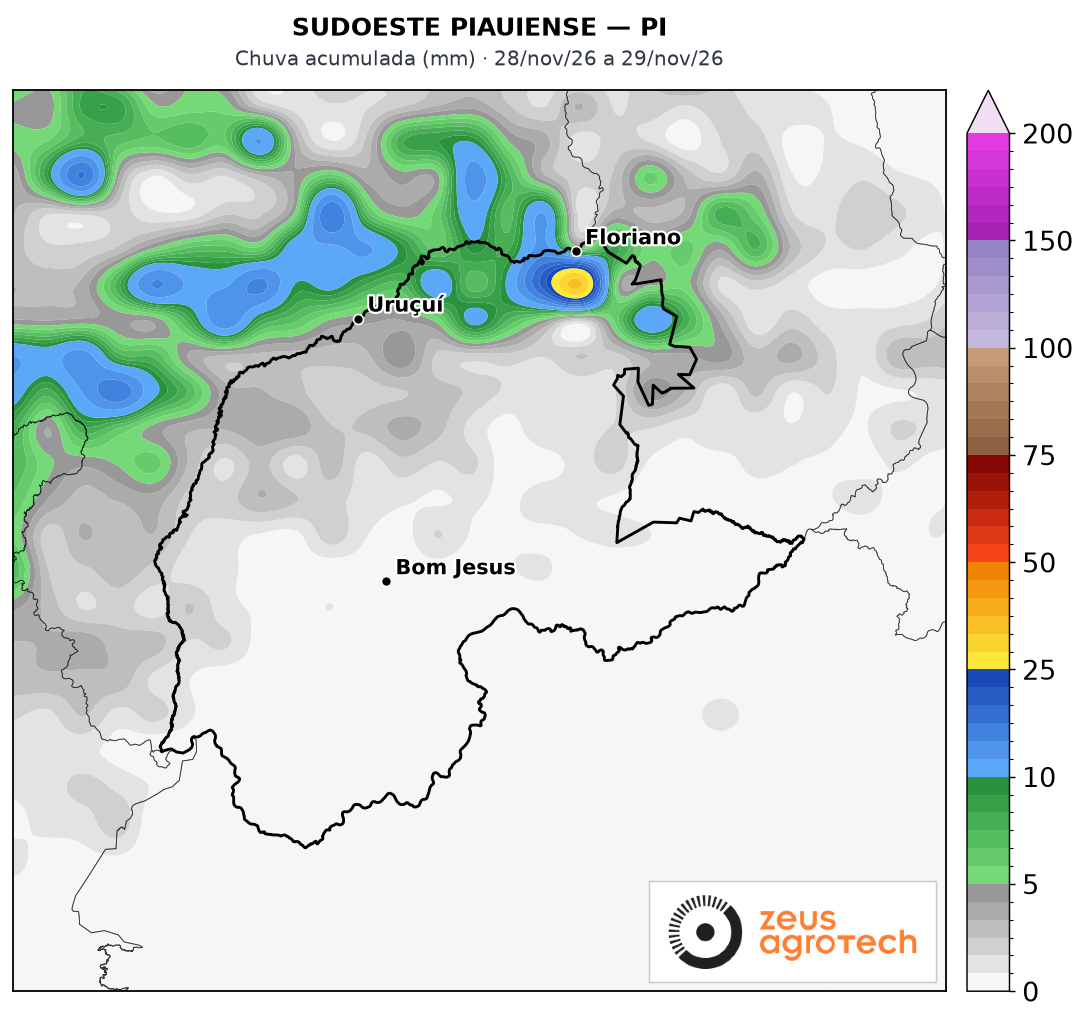 SUDOESTE PIAUIENSE — PI
Chuva acumulada (mm) · 28/nov/26 a 29/nov/26
200
Floriano
150
Uruçuí
100
75
50
Bom Jesus
25
10
5
zeus
agrotech
0